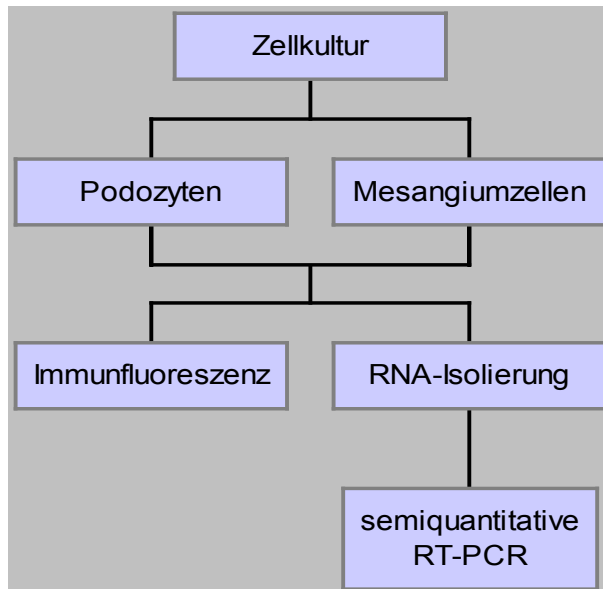 Zellkultur
Podozyten
Mesangiumzellen
Immunfluoreszenz
RNA-Isolierung
semiquantitative
RT-PCR